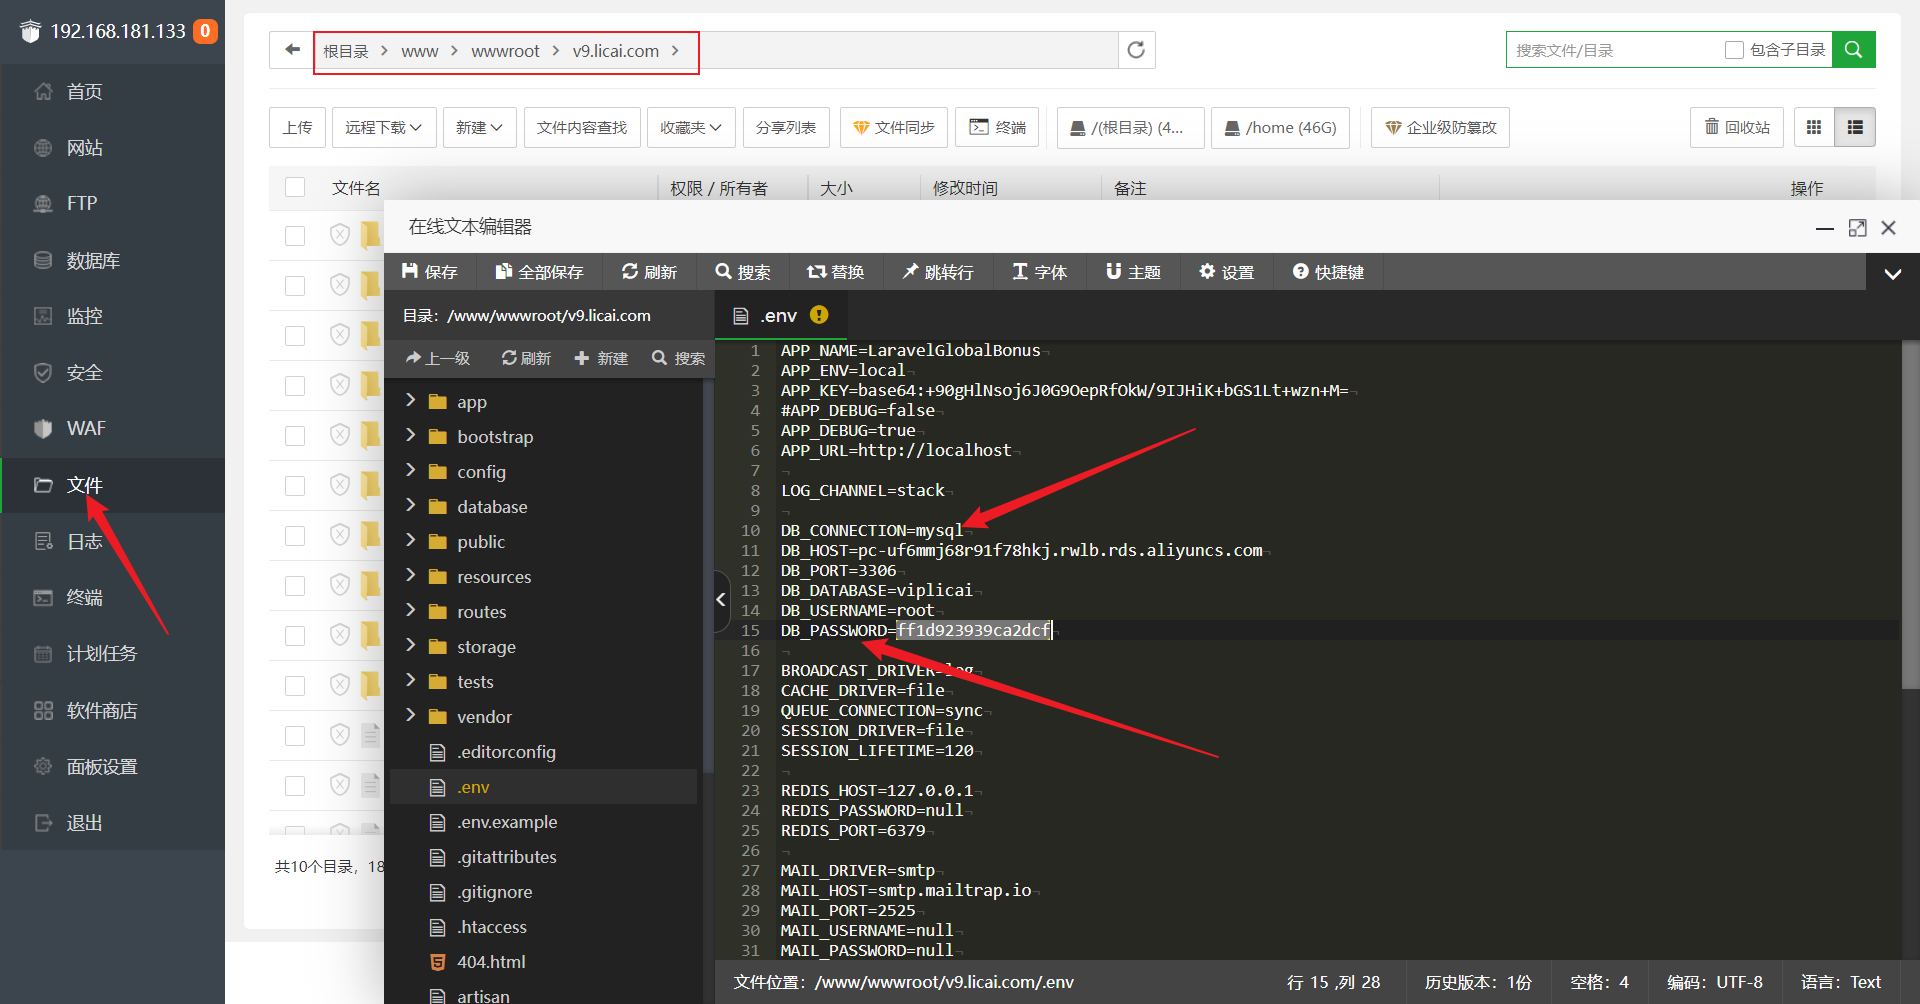 192.168.181.133 0
首页
网站
FTP
数据库
监控
安全
WAF
文件
日志
终端
计划任务
软件商店
面板设置
退出
根目录 > www > wwwroot > v9.licai.com >
搜索文件/目录 包含子目录
上传 远程下载 新建 文件内容查找 收藏夹 分享列表 文件同步 终端 /(根目录) (4... /home (46G) 企业级防篡改 回收站
文件名 权限 / 所有者 大小 修改时间 备注 操作
共10个目录，18
在线文本编辑器
保存 全部保存 刷新 搜索 替换 跳转行 字体 主题 设置 快捷键
目录：/www/wwwroot/v9.licai.com
上一级 刷新 新建 搜索
app
bootstrap
config
database
public
resources
routes
storage
tests
vendor
.editorconfig
.env
.env.example
.gitattributes
.gitignore
.htaccess
404.html
artisan
.env
1 APP_NAME=LaravelGlobalBonus
2 APP_ENV=local
3 APP_KEY=base64:+90gHlNsoj6J0G9OepRfOkW/9IJHiK+bGS1Lt+wzn+M=
4 #APP_DEBUG=false
5 APP_DEBUG=true
6 APP_URL=http://localhost
7
8 LOG_CHANNEL=stack
9
10 DB_CONNECTION=mysql
11 DB_HOST=pc-uf6mmj68r91f78hkj.rwlb.rds.aliyuncs.com
12 DB_PORT=3306
13 DB_DATABASE=viplicai
14 DB_USERNAME=root
15 DB_PASSWORD=ff1d923939ca2dcf
16
17 BROADCAST_DRIVER=log
18 CACHE_DRIVER=file
19 QUEUE_CONNECTION=sync
20 SESSION_DRIVER=file
21 SESSION_LIFETIME=120
22
23 REDIS_HOST=127.0.0.1
24 REDIS_PASSWORD=null
25 REDIS_PORT=6379
26
27 MAIL_DRIVER=smtp
28 MAIL_HOST=smtp.mailtrap.io
29 MAIL_PORT=2525
30 MAIL_USERNAME=null
31 MAIL_PASSWORD=null
文件位置：/www/wwwroot/v9.licai.com/.env 行 15 ,列 28 历史版本：1份 空格：4 编码：UTF-8 语言：Text